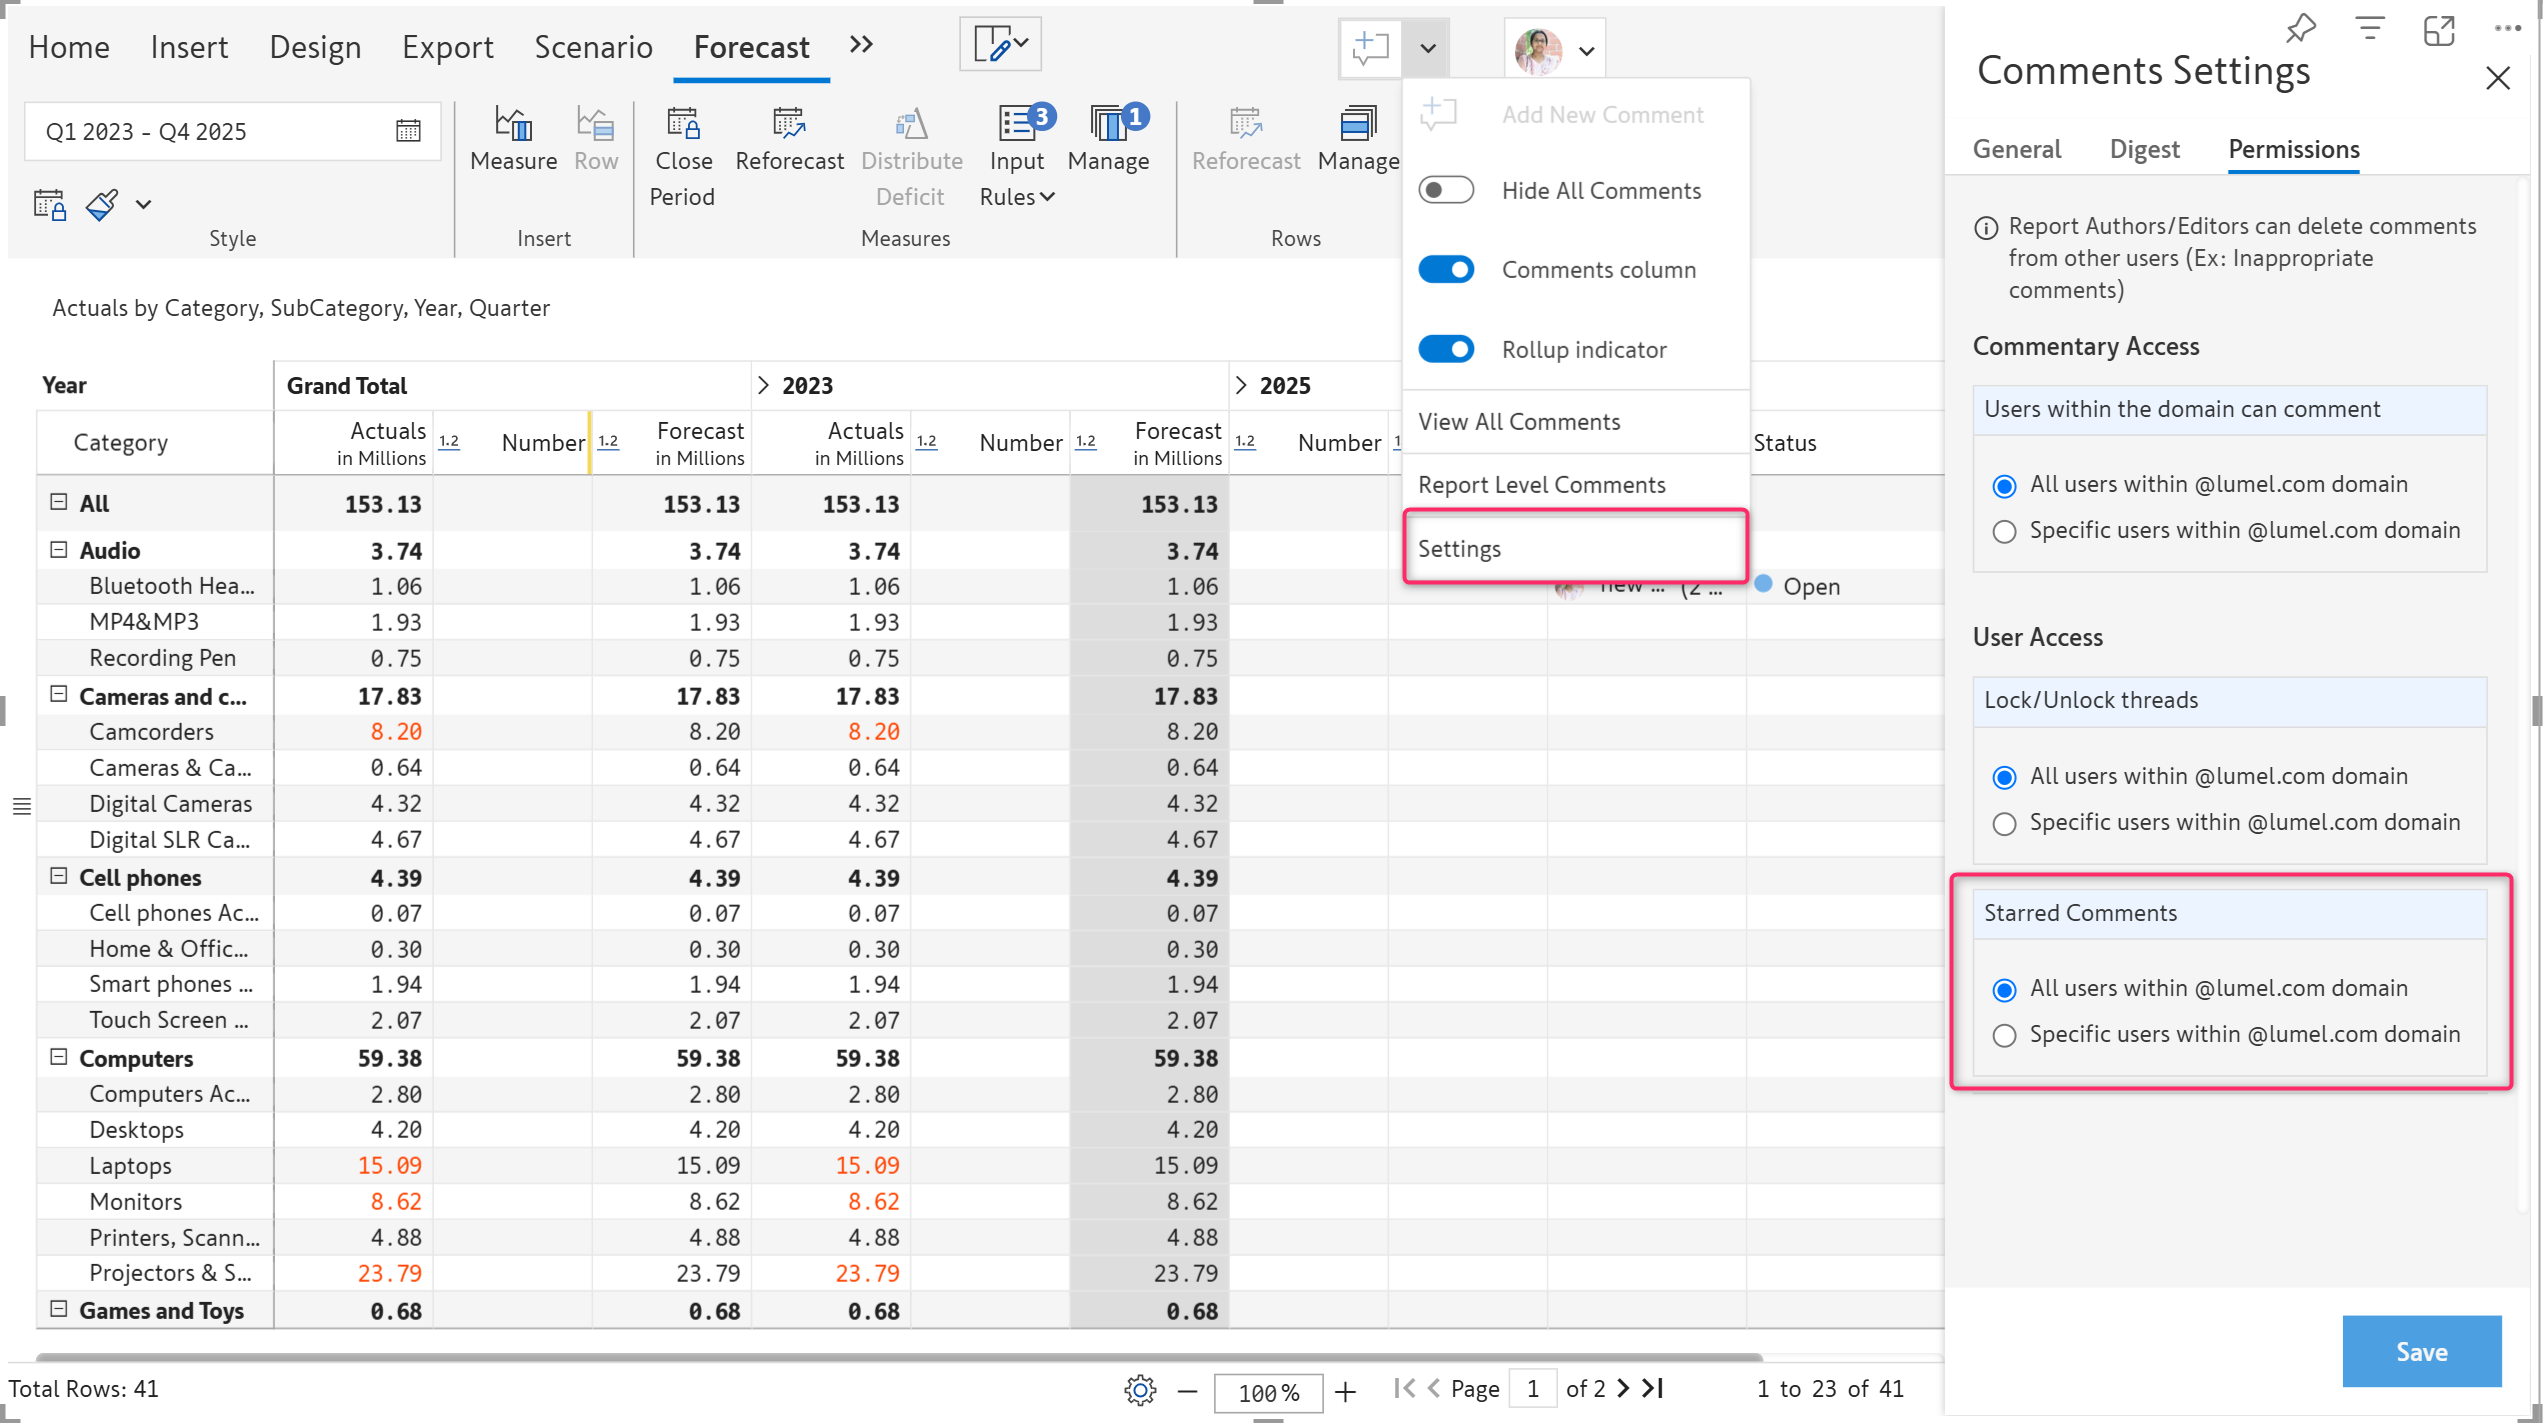 Home Insert Design Export Scenario Forecast
Q1 2023 - Q4 2025
Style
Measure Row
Insert
Close Period Reforecast Distribute Deficit Input Rules 3 Manage 1
Measures
Reforecast Manage
Rows
Actuals by Category, SubCategory, Year, Quarter
Year Grand Total 2023 2025
Category Actuals in Millions 1.2 Number 1.2 Forecast in Millions Actuals in Millions 1.2 Number 1.2 Forecast in Millions 1.2 Number Status
All 153.13 153.13 153.13 153.13
Audio 3.74 3.74 3.74 3.74
Bluetooth Hea... 1.06 1.06 1.06 1.06 new ... (2 ... Open
MP4&MP3 1.93 1.93 1.93 1.93
Recording Pen 0.75 0.75 0.75 0.75
Cameras and c... 17.83 17.83 17.83 17.83
Camcorders 8.20 8.20 8.20 8.20
Cameras & Ca... 0.64 0.64 0.64 0.64
Digital Cameras 4.32 4.32 4.32 4.32
Digital SLR Ca... 4.67 4.67 4.67 4.67
Cell phones 4.39 4.39 4.39 4.39
Cell phones Ac... 0.07 0.07 0.07 0.07
Home & Offic... 0.30 0.30 0.30 0.30
Smart phones ... 1.94 1.94 1.94 1.94
Touch Screen ... 2.07 2.07 2.07 2.07
Computers 59.38 59.38 59.38 59.38
Computers Ac... 2.80 2.80 2.80 2.80
Desktops 4.20 4.20 4.20 4.20
Laptops 15.09 15.09 15.09 15.09
Monitors 8.62 8.62 8.62 8.62
Printers, Scann... 4.88 4.88 4.88 4.88
Projectors & S... 23.79 23.79 23.79 23.79
Games and Toys 0.68 0.68 0.68 0.68
Total Rows: 41
100%
Page 1 of 2
1 to 23 of 41
Add New Comment
Hide All Comments
Comments column
Rollup indicator
View All Comments
Report Level Comments
Settings
Comments Settings
General Digest Permissions
Report Authors/Editors can delete comments
from other users (Ex: Inappropriate
comments)
Commentary Access
Users within the domain can comment
All users within @lumel.com domain
Specific users within @lumel.com domain
User Access
Lock/Unlock threads
All users within @lumel.com domain
Specific users within @lumel.com domain
Starred Comments
All users within @lumel.com domain
Specific users within @lumel.com domain
Save